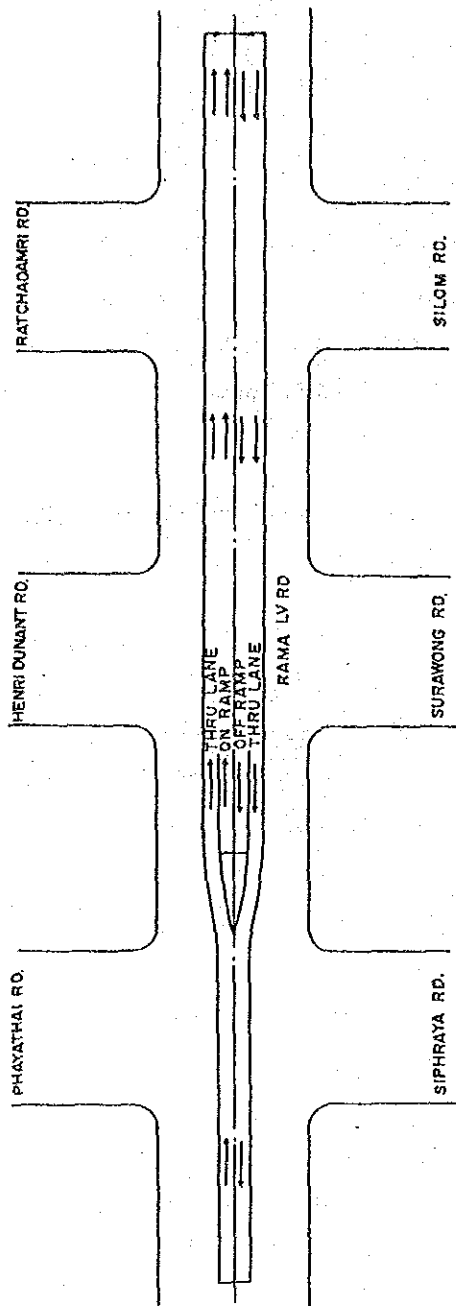 PHAYATHAI RD.
HENRI DUNANT RD.
RATCHADAMRI RD.
THRU LANE
ON RAMP
OFF RAMP
THRU LANE
RAMA LV RD
SIPHRAYA RD.
SURAWONG RD.
SILOM RD.